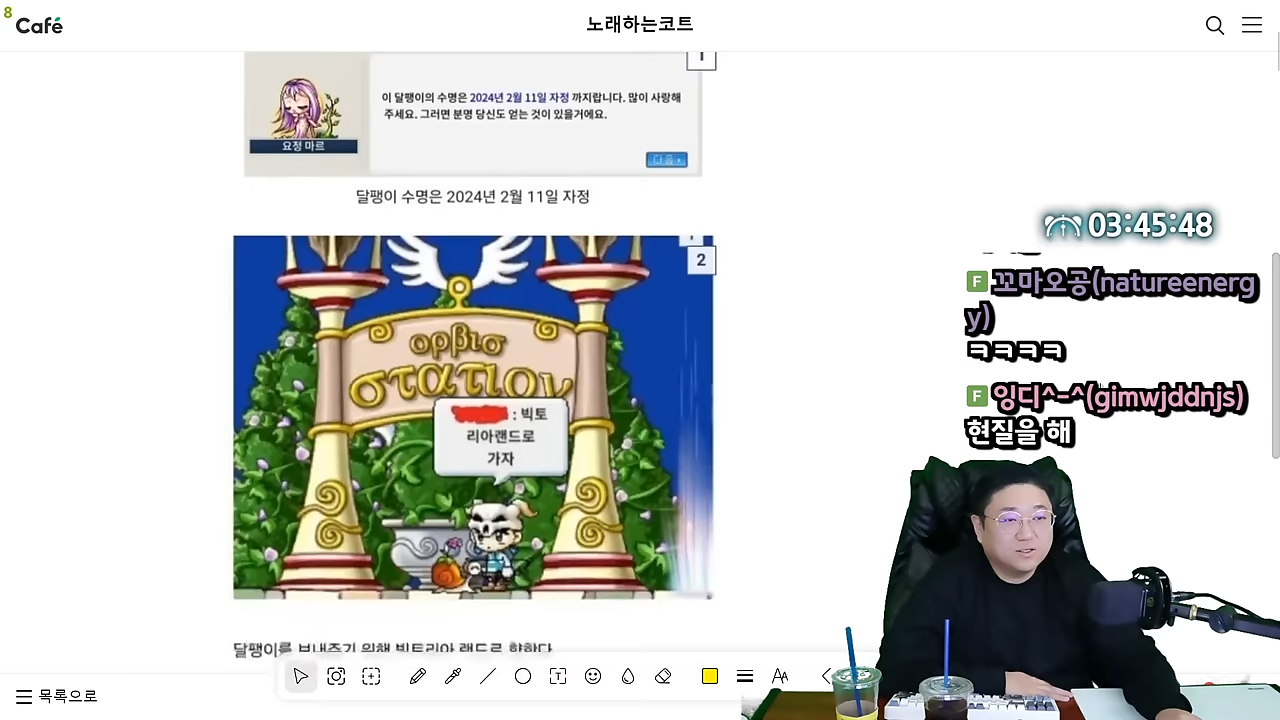 8
Café
노래하는코트
1
이 달팽이의 수명은 2024년 2월 11일 자정 까지랍니다. 많이 사랑해
주세요. 그러면 분명 당신도 얻는 것이 있을거에요.
요정 마르
다음
달팽이 수명은 2024년 2월 11일 자정
2
ορβισ
στατιον
: 빅토
리아랜드로
가자
달팽이를 보내주기 위해 빅토리아 랜드로 향한다
목록으로
03:45:48
F 꼬마오공(natureenerg
y)
ㅋㅋㅋㅋ
F 잉디^-^(gimwjddnjs)
현질을 해